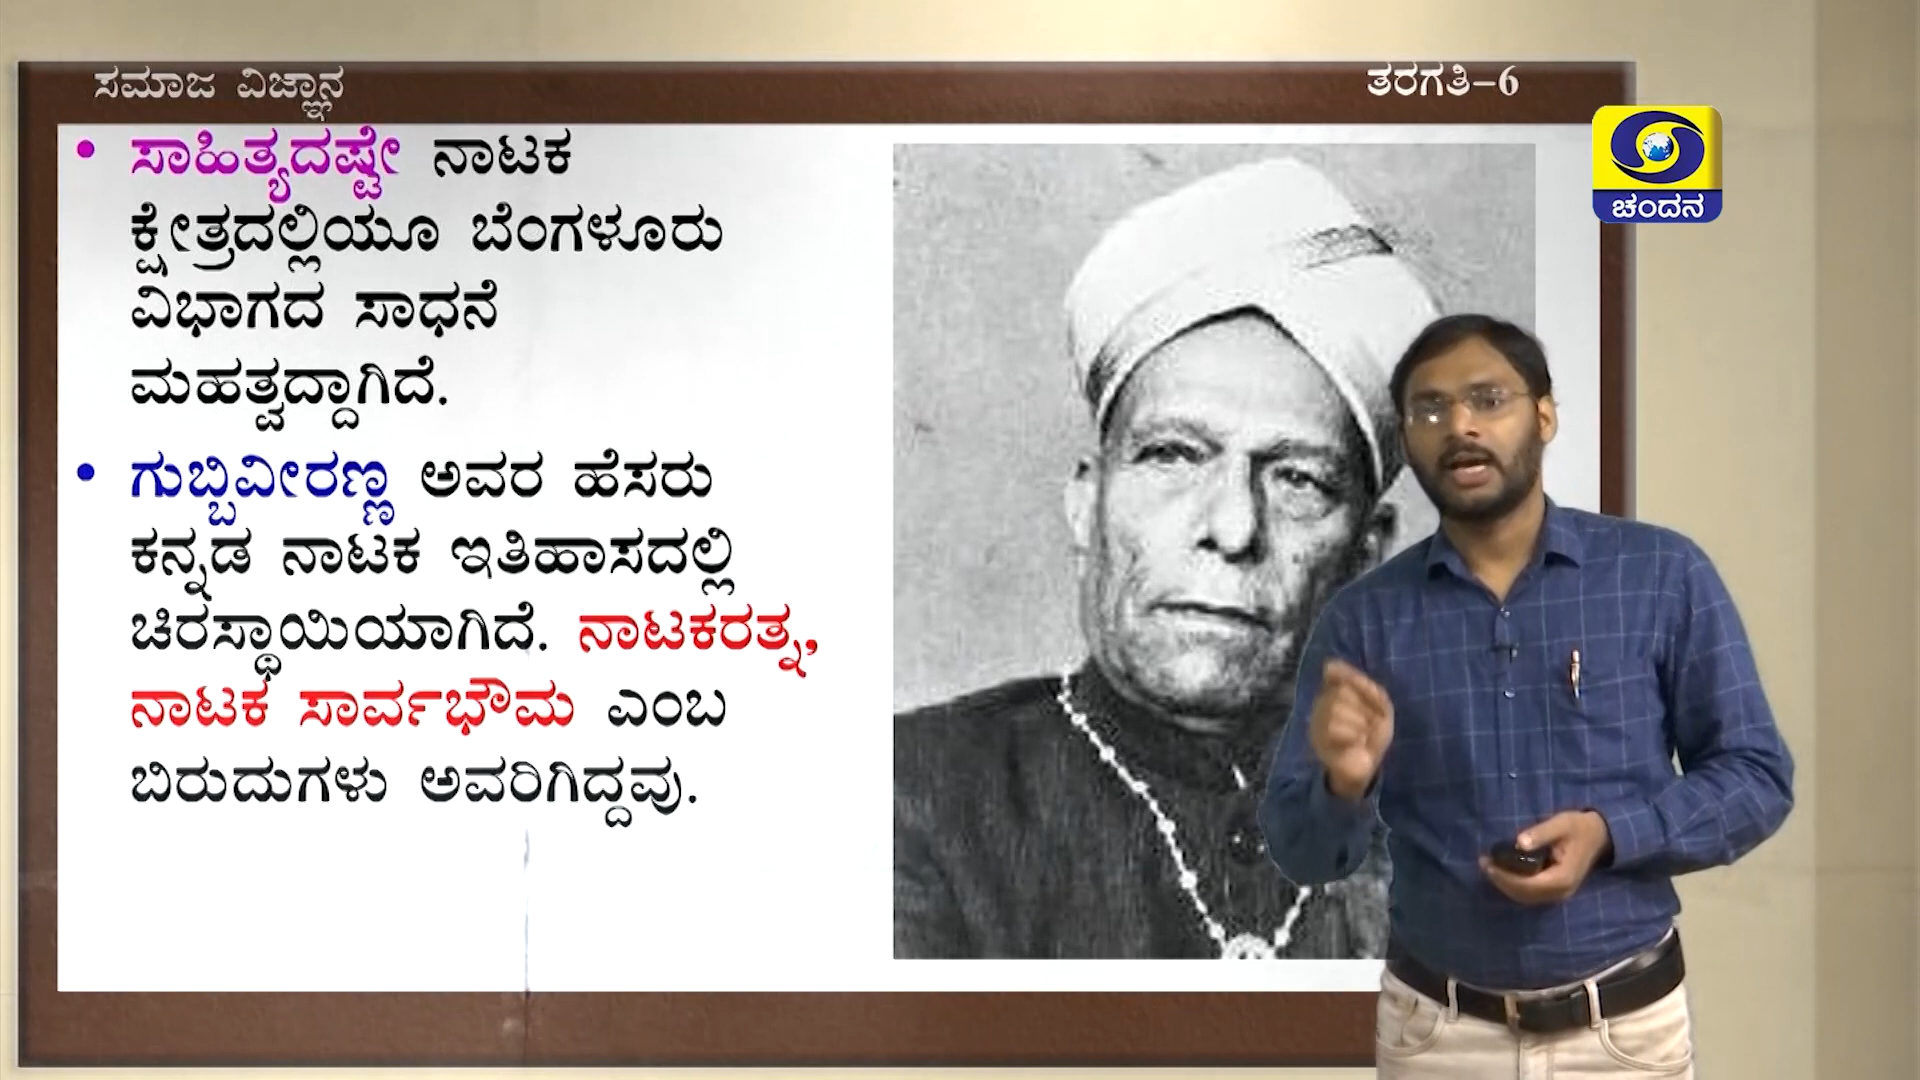 ಸಮಾಜ ವಿಜ್ಞಾನ
ತರಗತಿ-6
ಚಂದನ
• ಸಾಹಿತ್ಯದಷ್ಟೇ ನಾಟಕ
ಕ್ಷೇತ್ರದಲ್ಲಿಯೂ ಬೆಂಗಳೂರು
ವಿಭಾಗದ ಸಾಧನೆ
ಮಹತ್ವದ್ದಾಗಿದೆ.
• ಗುಬ್ಬಿವೀರಣ್ಣ ಅವರ ಹೆಸರು
ಕನ್ನಡ ನಾಟಕ ಇತಿಹಾಸದಲ್ಲಿ
ಚಿರಸ್ಥಾಯಿಯಾಗಿದೆ. ನಾಟಕರತ್ನ,
ನಾಟಕ ಸಾರ್ವಭೌಮ ಎಂಬ
ಬಿರುದುಗಳು ಅವರಿಗಿದ್ದವು.